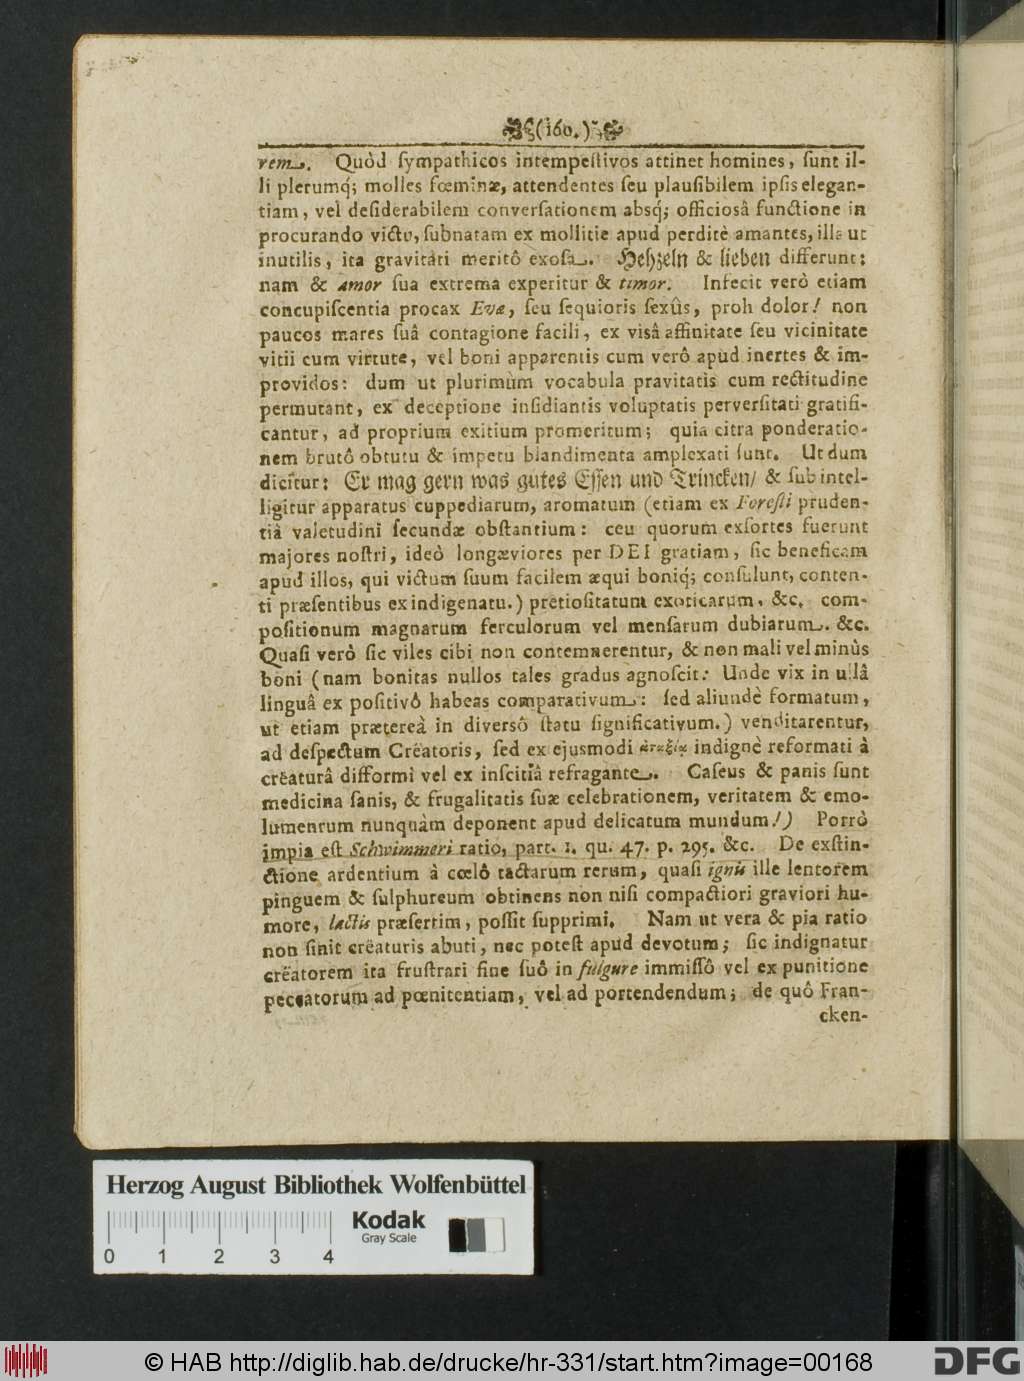 (160.)
rem. Quòd ſympathicos intempeſtivos attinet homines, ſunt il-
li plerumq́; molles fœminæ, attendentes ſeu plauſibilem ipſis elegan-
tiam, vel deſiderabilem converſationem absq́; officiosâ functione in
procurando victu, ſubnatam ex mollitie apud perditè amantes, illa ut
inutilis, ita gravitati meritô exoſa. Hetzeln & lieben differunt:
nam & amor ſua extrema experitur & timor. Infecit verò etiam
concupiſcentia procax Evæ, ſeu ſequioris ſexûs, proh dolor! non
paucos mares ſuâ contagione facili, ex visâ affinitate ſeu vicinitate
vitii cum virtute, vel boni apparentis cum verô apud inertes & im-
providos: dum ut plurimùm vocabula pravitatis cum rectitudine
permutant, ex deceptione inſidiantis voluptatis perverſitati gratifi-
cantur, ad proprium exitium promeritum; quia citra ponderatio-
nem brutô obtutu & impetu blandimenta amplexati ſunt. Ut dum
dicitur: Er mag gern was gutes Eſſen und Trincken/ & ſubintel-
ligitur apparatus cuppediarum, aromatum (etiam ex Foreſti pruden-
tiâ valetudini ſecundæ obſtantium: ceu quorum exſortes fuerunt
majores noſtri, ideò longæviores per DEI gratiam, ſic beneficam
apud illos, qui victum ſuum facilem æqui boniq́; conſulunt, conten-
ti præſentibus ex indigenatu.) pretioſitatum exoticarum, &c. com-
poſitionum magnarum ferculorum vel menſarum dubiarum. &c.
Quaſi verò ſic viles cibi non contemnerentur, & non mali vel minùs
boni (nam bonitas nullos tales gradus agnoſcit: Unde vix in ullâ
linguâ ex poſitivô habeas comparativum: ſed aliundè formatum,
ut etiam prætereà in diversô ſtatu ſignificativum.) venditarentur,
ad deſpectum Crëatoris, ſed ex ejusmodi ἀταξίᾳ indignè reformati à
crëaturâ difformi vel ex inſcitiâ refragante. Caſeus & panis ſunt
medicina ſanis, & frugalitatis ſuæ celebrationem, veritatem & emo-
lumentum nunquàm deponent apud delicatum mundum!) Porrò
impia eſt Schwimmeri ratio, part. 1. qu. 47. p. 295. &c. De exſtin-
ctione ardentium à cœlô tactarum rerum, quaſi ignis ille lentorem
pinguem & ſulphureum obtinens non niſi compactiori graviori hu-
more, lactis præſertim, poſſit ſupprimi. Nam ut vera & pia ratio
non ſinit crëaturis abuti, nec poteſt apud devotum; ſic indignatur
crëatorem ita fruſtrari fine ſuô in fulgure immiſſô vel ex punitione
peccatorum ad pœnitentiam, vel ad portendendum; de quô Fran-
cken-
Herzog August Bibliothek Wolfenbüttel
Kodak
Gray Scale
0 1 2 3 4
© HAB http://diglib.hab.de/drucke/hr-331/start.htm?image=00168
DFG